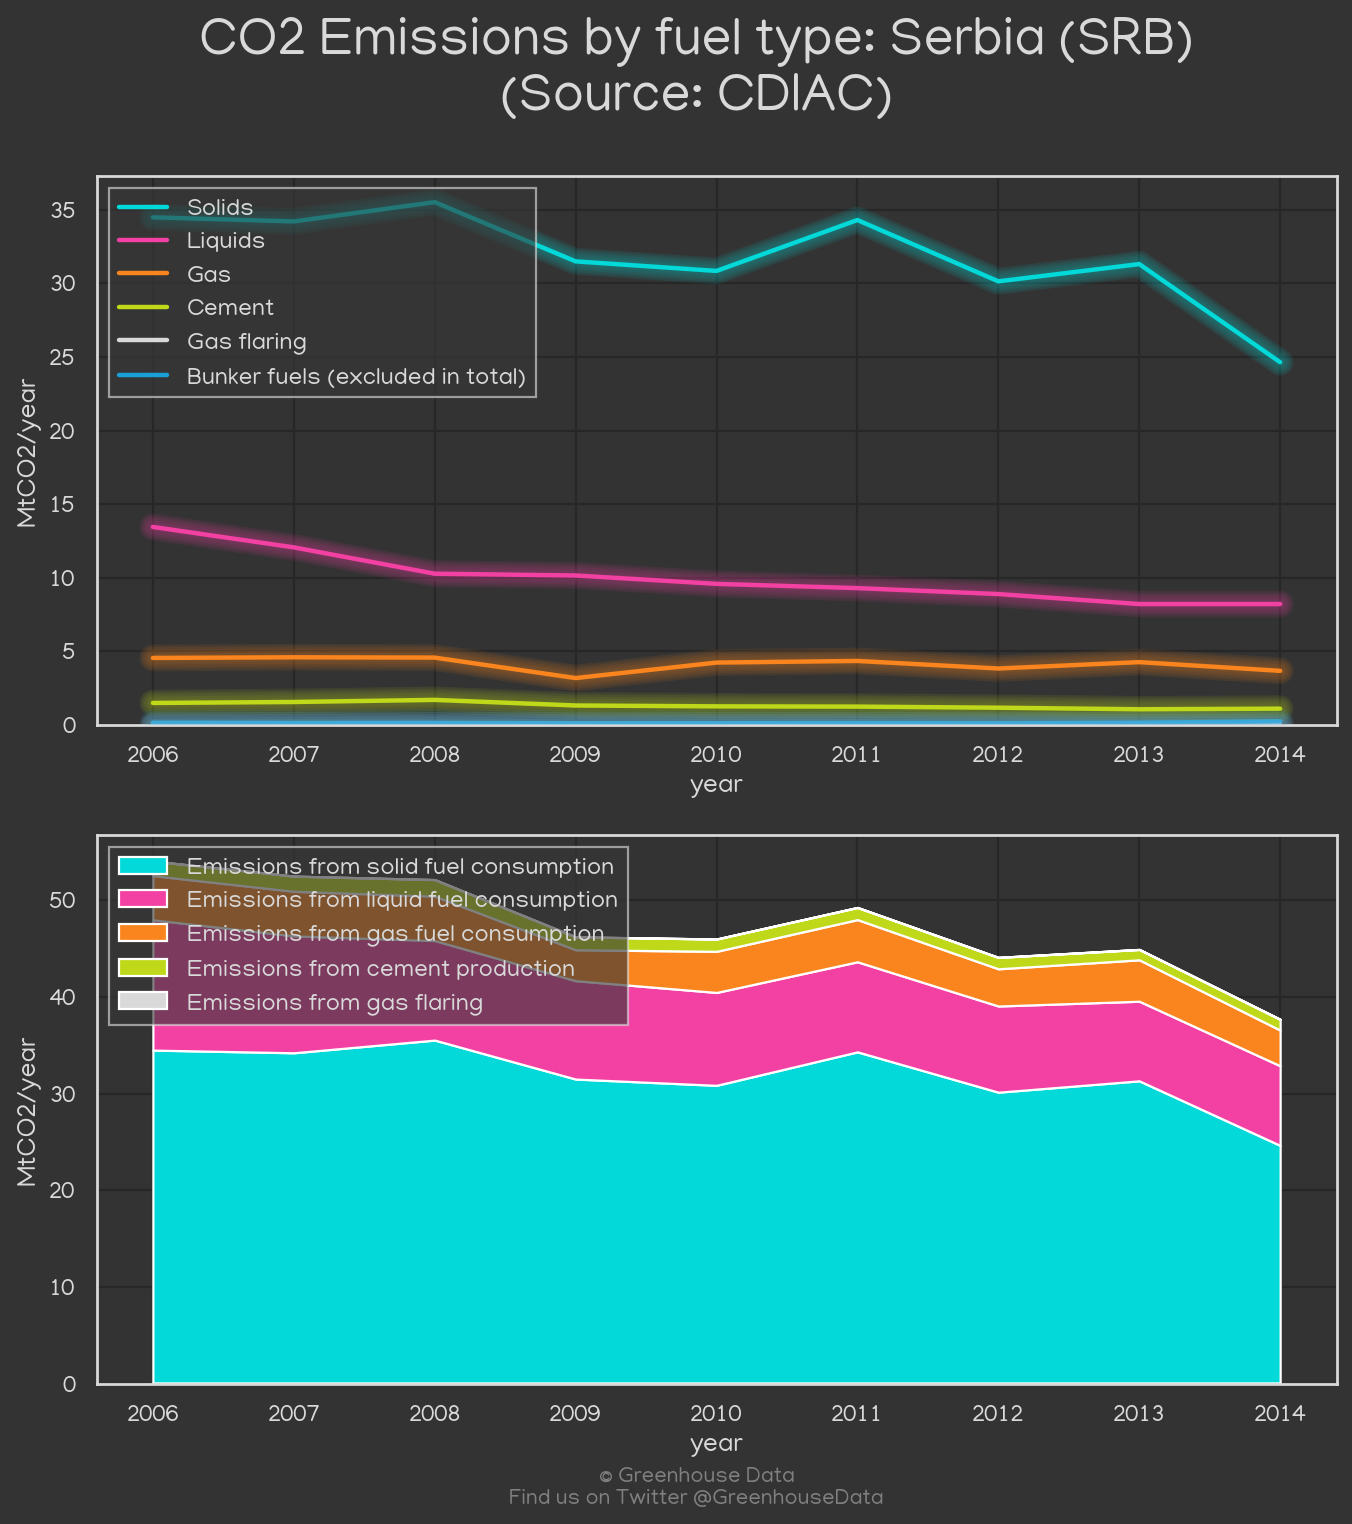 CO2 Emissions by fuel type: Serbia (SRB)
(Source: CDIAC)
MtCO2/year
35
30
25
20
15
10
5
0
Solids
Liquids
Gas
Cement
Gas flaring
Bunker fuels (excluded in total)
2006 2007 2008 2009 2010 2011 2012 2013 2014
year
MtCO2/year
50
40
30
20
10
0
Emissions from solid fuel consumption
Emissions from liquid fuel consumption
Emissions from gas fuel consumption
Emissions from cement production
Emissions from gas flaring
2006 2007 2008 2009 2010 2011 2012 2013 2014
year
© Greenhouse Data
Find us on Twitter @GreenhouseData